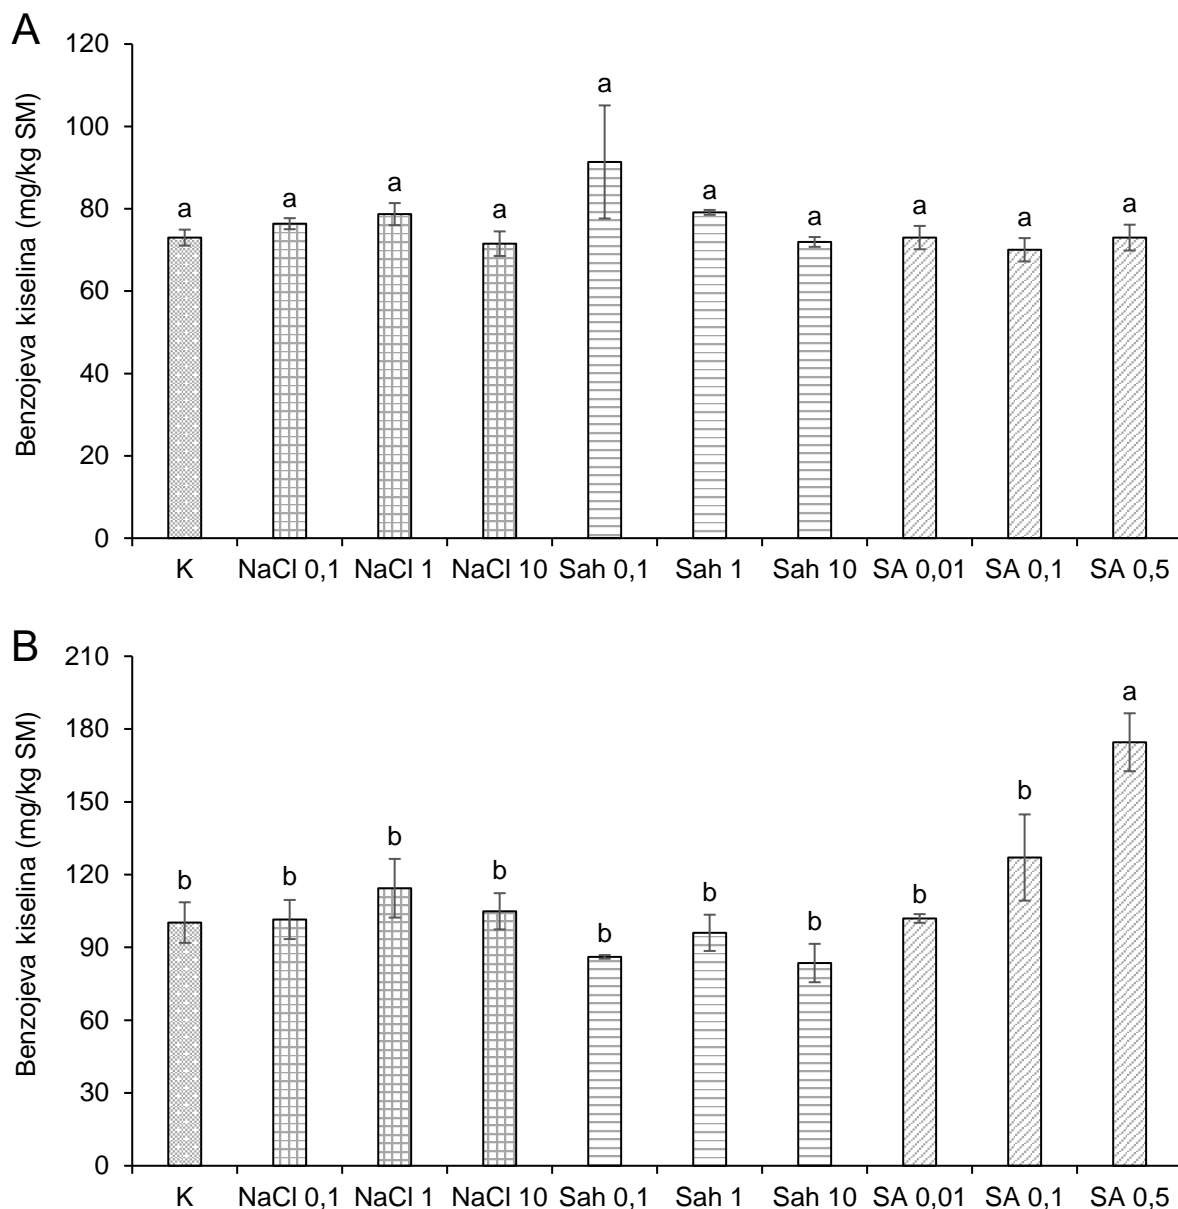 A
Benzojeva kiselina (mg/kg SM)
120
100
80
60
40
20
0
a a a a a a a a a a
K NaCl 0,1 NaCl 1 NaCl 10 Sah 0,1 Sah 1 Sah 10 SA 0,01 SA 0,1 SA 0,5
B
Benzojeva kiselina (mg/kg SM)
210
180
150
120
90
60
30
0
b b b b b b b b b a
K NaCl 0,1 NaCl 1 NaCl 10 Sah 0,1 Sah 1 Sah 10 SA 0,01 SA 0,1 SA 0,5